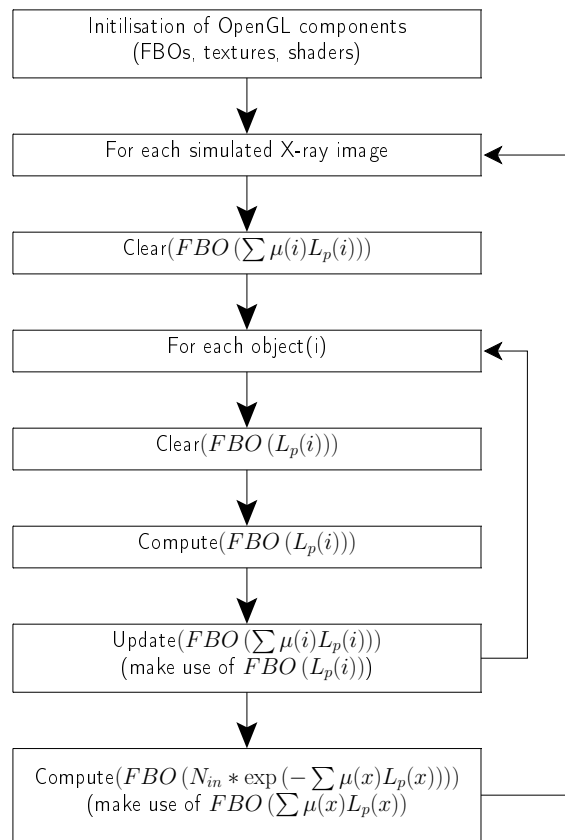 Initilisation of OpenGL components
(FBOs, textures, shaders)
For each simulated X-ray image
Clear(FBO (∑ μ(i)L_p(i)))
For each object(i)
Clear(FBO (L_p(i)))
Compute(FBO (L_p(i)))
Update(FBO (∑ μ(i)L_p(i)))
(make use of FBO (L_p(i)))
Compute(FBO (N_in * exp (− ∑ μ(x)L_p(x))))
(make use of FBO (∑ μ(x)L_p(x))